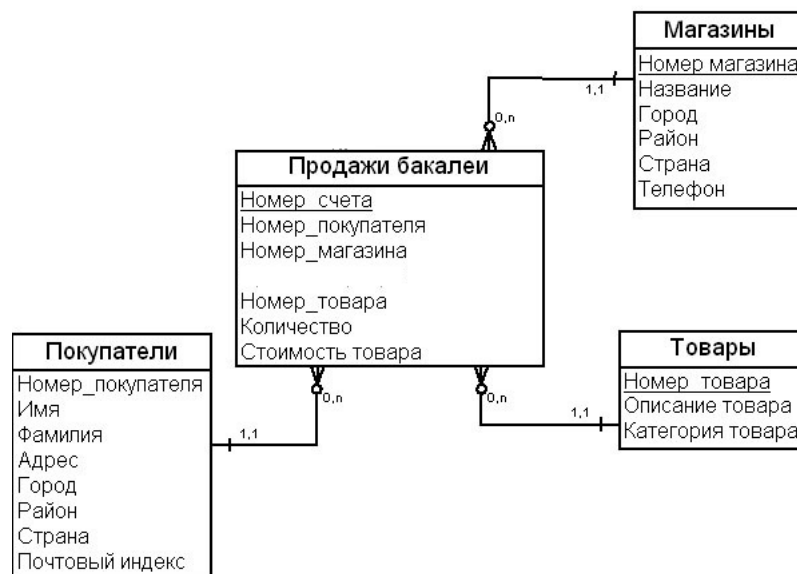 Магазины
Номер магазина
Название
Город
Район
Страна
Телефон
1,1
0,n
Продажи бакалеи
Номер_счета
Номер_покупателя
Номер_магазина
Номер_товара
Количество
Стоимость товара
Покупатели
Номер_покупателя
Имя
Фамилия
Адрес
Город
Район
Страна
Почтовый индекс
0,n
1,1
0,n
1,1
Товары
Номер_товара
Описание товара
Категория товара